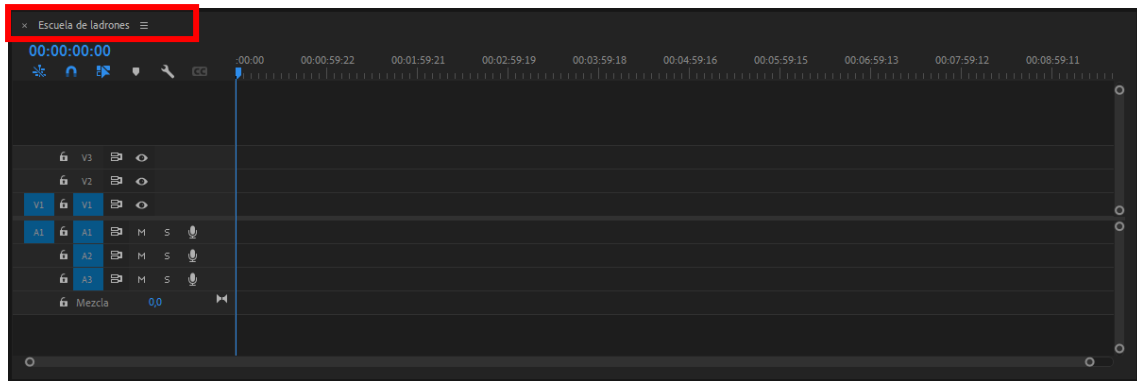 × Escuela de ladrones ≡
00:00:00:00
:00:00 00:00:59:22 00:01:59:21 00:02:59:19 00:03:59:18 00:04:59:16 00:05:59:15 00:06:59:13 00:07:59:12 00:08:59:11
CC
V3
V2
V1 V1
A1 A1 M S
A2 M S
A3 M S
Mezcla 0,0